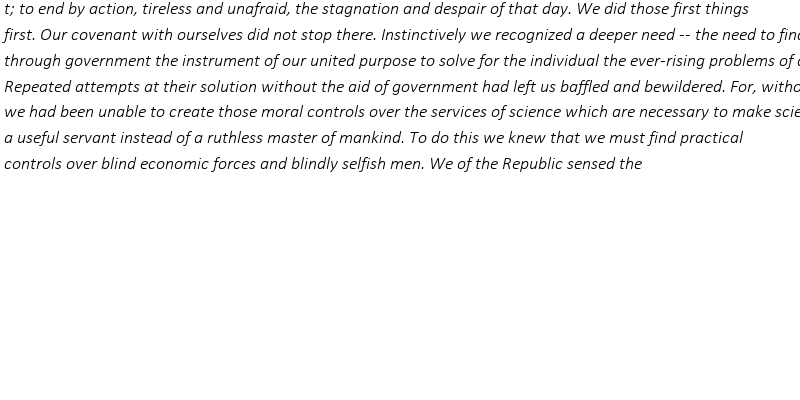 t; to end by action, tireless and unafraid, the stagnation and despair of that day. We did those first things
first. Our covenant with ourselves did not stop there. Instinctively we recognized a deeper need -- the need to find
through government the instrument of our united purpose to solve for the individual the ever-rising problems of
Repeated attempts at their solution without the aid of government had left us baffled and bewildered. For,
we had been unable to create those moral controls over the services of science which are necessary to make
a useful servant instead of a ruthless master of mankind. To do this we knew that we must find practical
controls over blind economic forces and blindly selfish men. We of the Republic sensed the